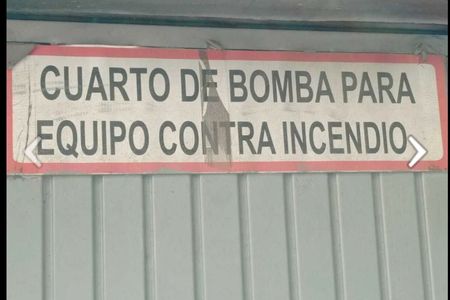 CUARTO DE BOMBA PARA
EQUIPO CONTRA INCENDIO